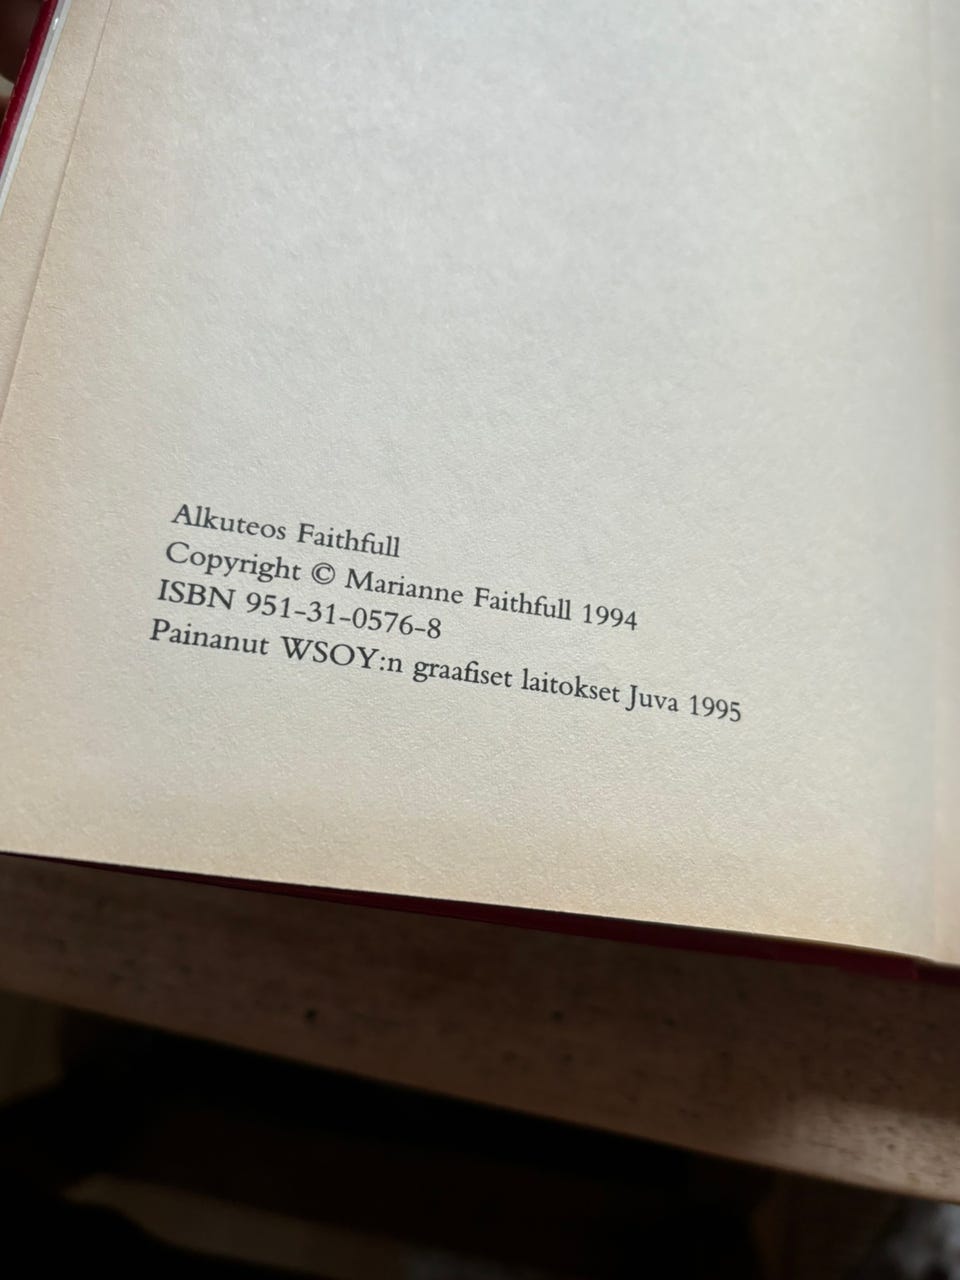 Alkuteos Faithfull
Copyright © Marianne Faithfull 1994
ISBN 951-31-0576-8
Painanut WSOY:n graafiset laitokset Juva 1995